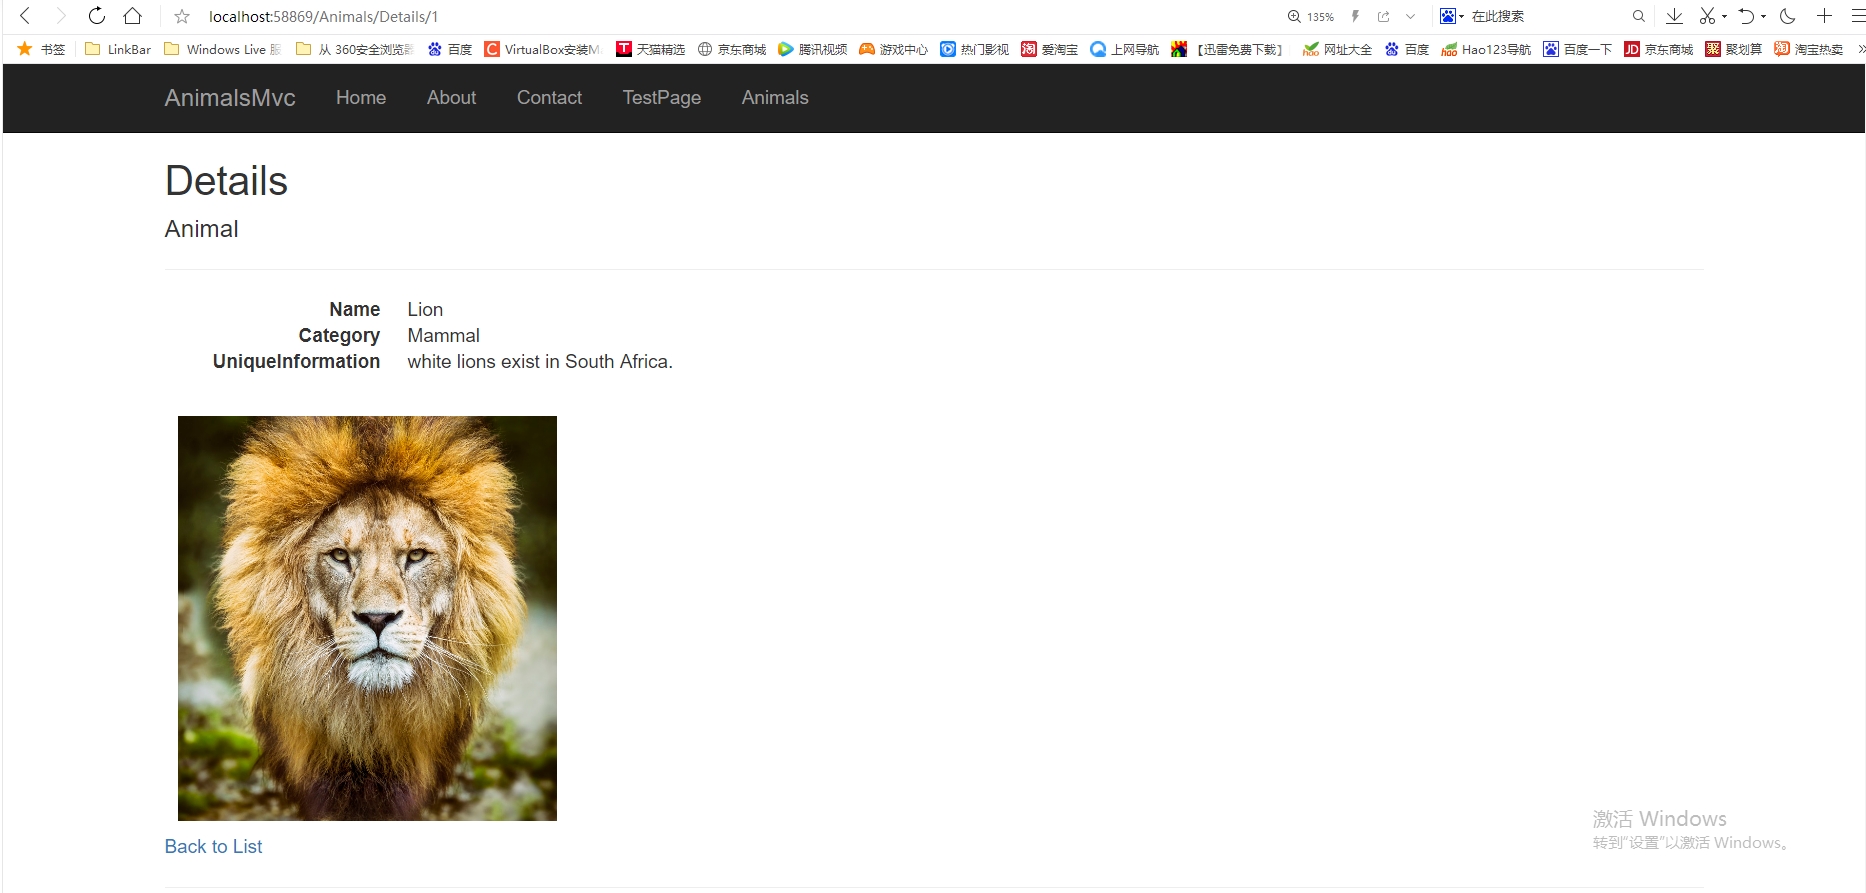 localhost:58869/Animals/Details/1 135% 在此搜索
书签 LinkBar Windows Live 服 从 360安全浏览器 百度 VirtualBox安装M 天猫精选 京东商城 腾讯视频 游戏中心 热门影视 爱淘宝 上网导航 【迅雷免费下载】 网址大全 百度 Hao123导航 百度一下 京东商城 聚划算 淘宝热卖
AnimalsMvc Home About Contact TestPage Animals
Details
Animal
Name Lion
Category Mammal
UniqueInformation white lions exist in South Africa.
Back to List
激活 Windows
转到"设置"以激活 Windows。